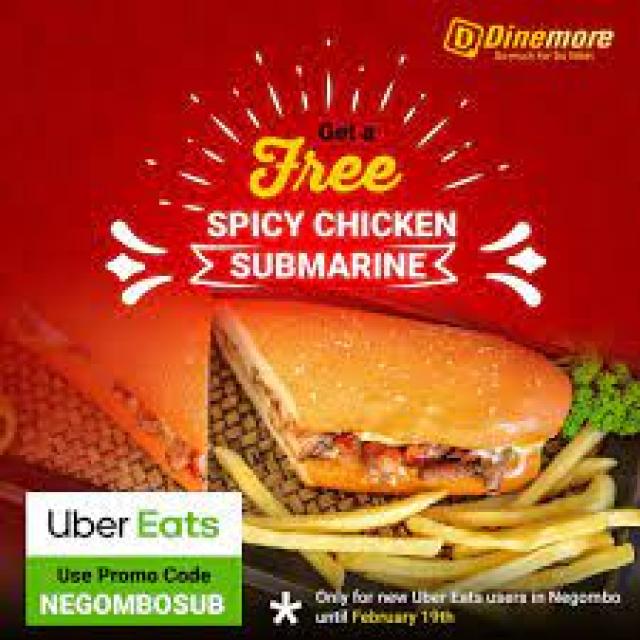 Dinemore
Get a
Free
SPICY CHICKEN
SUBMARINE
Uber Eats
Use Promo Code
NEGOMBOSUB
* Only for new Uber Eats users in Negombo
until February 19th